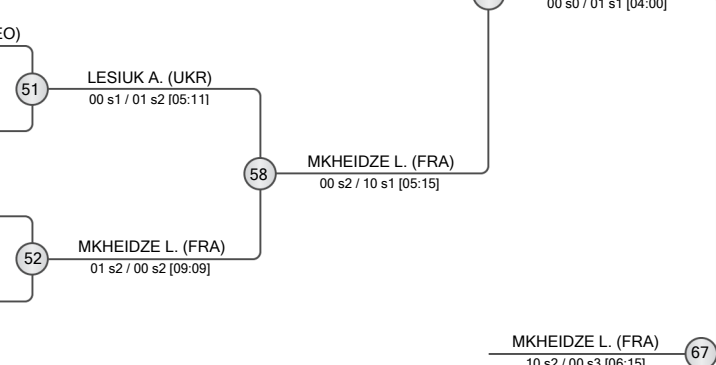 00 s0 / 01 s1 [04:00]
EO)
51
LESIUK A. (UKR)
00 s1 / 01 s2 [05:11]
58
MKHEIDZE L. (FRA)
00 s2 / 10 s1 [05:15]
52
MKHEIDZE L. (FRA)
01 s2 / 00 s2 [09:09]
MKHEIDZE L. (FRA)
67
10 s2 / 00 s3 [06:15]